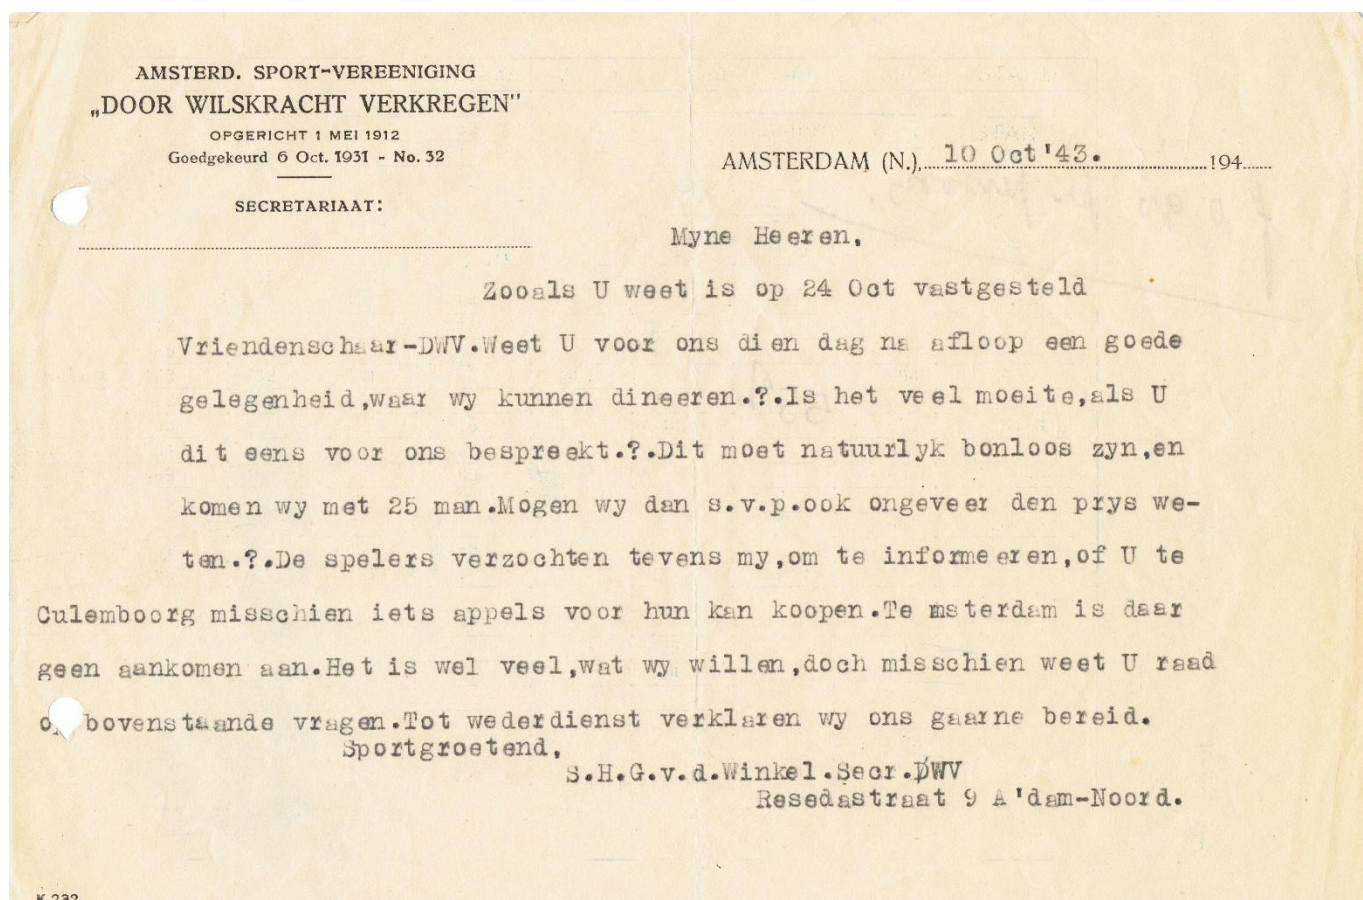 AMSTERD. SPORT-VEREENIGING
„DOOR WILSKRACHT VERKREGEN”
OPGERICHT 1 MEI 1912
Goedgekeurd 6 Oct. 1931 - No. 32
SECRETARIAAT:
AMSTERDAM (N.), 10 Oct '43. 194
Myne Heeren,
Zooals U weet is op 24 Oct vastgesteld
Vriendenschaar-DWV.Weet U voor ons dien dag na afloop een goede
gelegenheid,waar wy kunnen dineeren.?.Is het veel moeite,als U
dit eens voor ons bespreekt.?.Dit moet natuurlyk bonloos zyn,en
komen wy met 25 man.Mogen wy dan s.v.p.ook ongeveer den prys we-
ten.?.De spelers verzochten tevens my,om te informeeren,of U te
Culemboorg misschien iets appels voor hun kan koopen.Te msterdam is daar
geen aankomen aan.Het is wel veel,wat wy willen,doch misschien weet U raad
op bovenstaande vragen.Tot wederdienst verklaren wy ons gaarne bereid.
Sportgroetend,
S.H.G.v.d.Winkel.Secr.DWV
Resedastraat 9 A'dam-Noord.
K 232